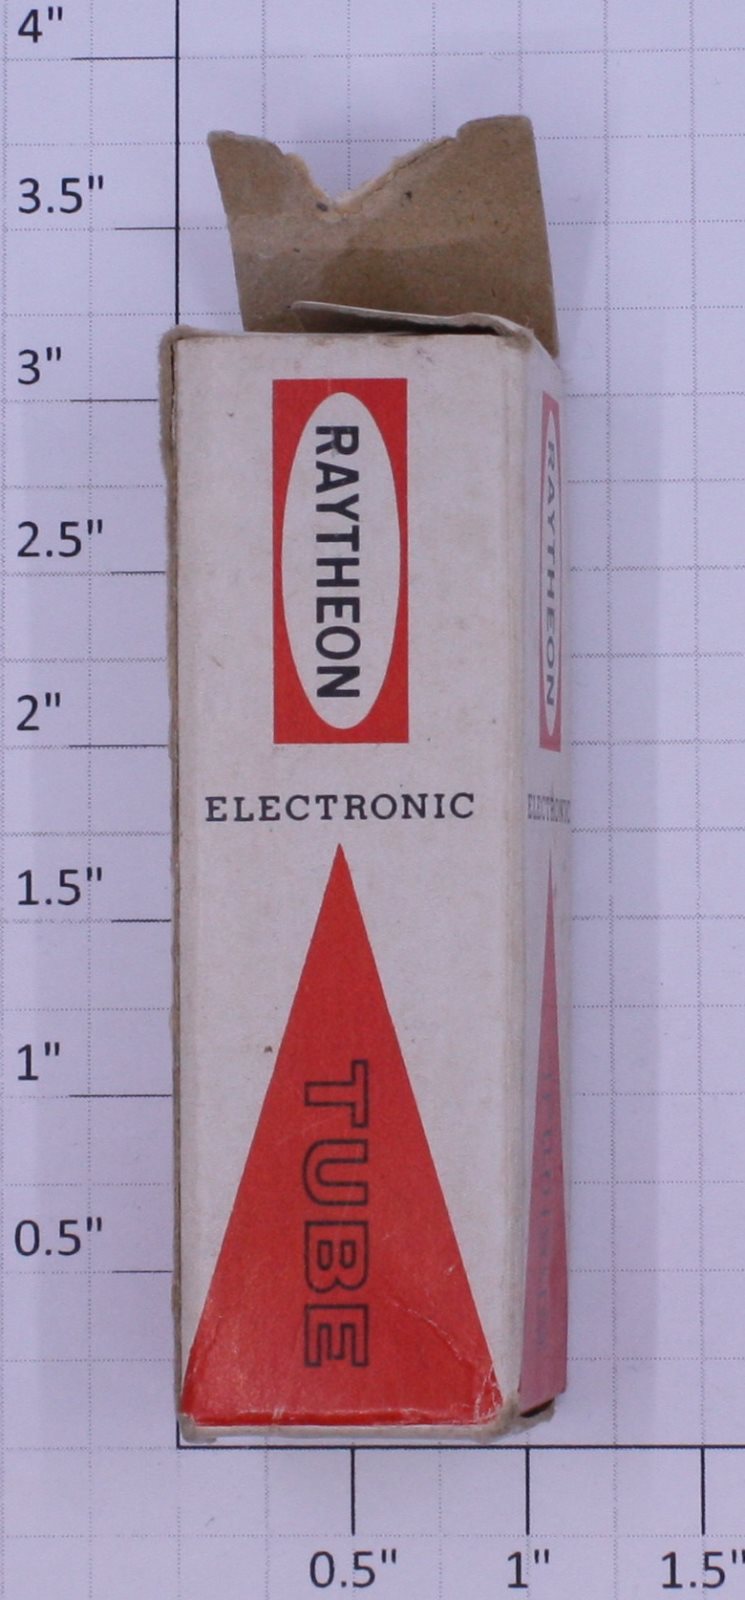 4"
3.5"
3"
2.5"
2"
1.5"
1"
0.5"
RAYTHEON
ELECTRONIC
TUBE
RAYTHEON
ELECTRONIC
0.5"
1"
1.5"